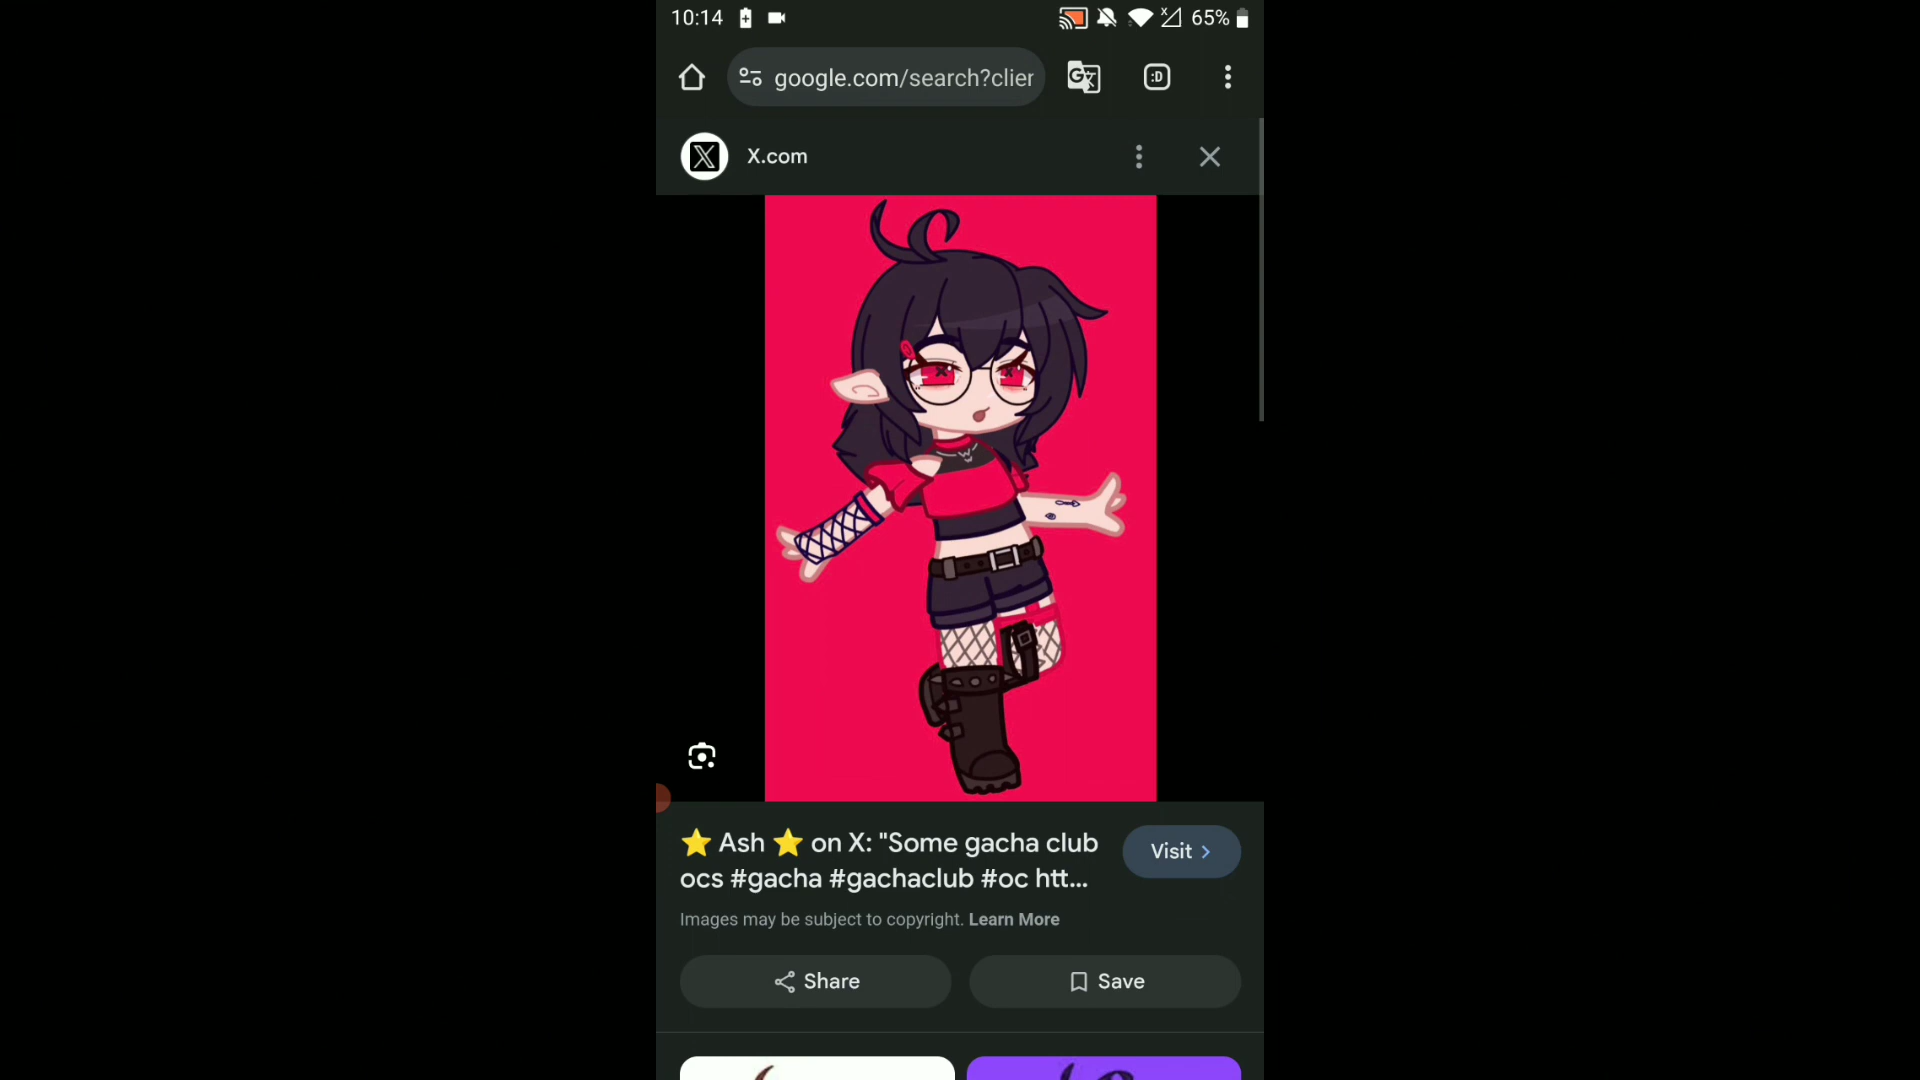 10:14 65%
google.com/search?clier
:D
X.com
⭐ Ash ⭐ on X: "Some gacha club
ocs #gacha #gachaclub #oc htt...
Visit
Images may be subject to copyright. Learn More
Share
Save